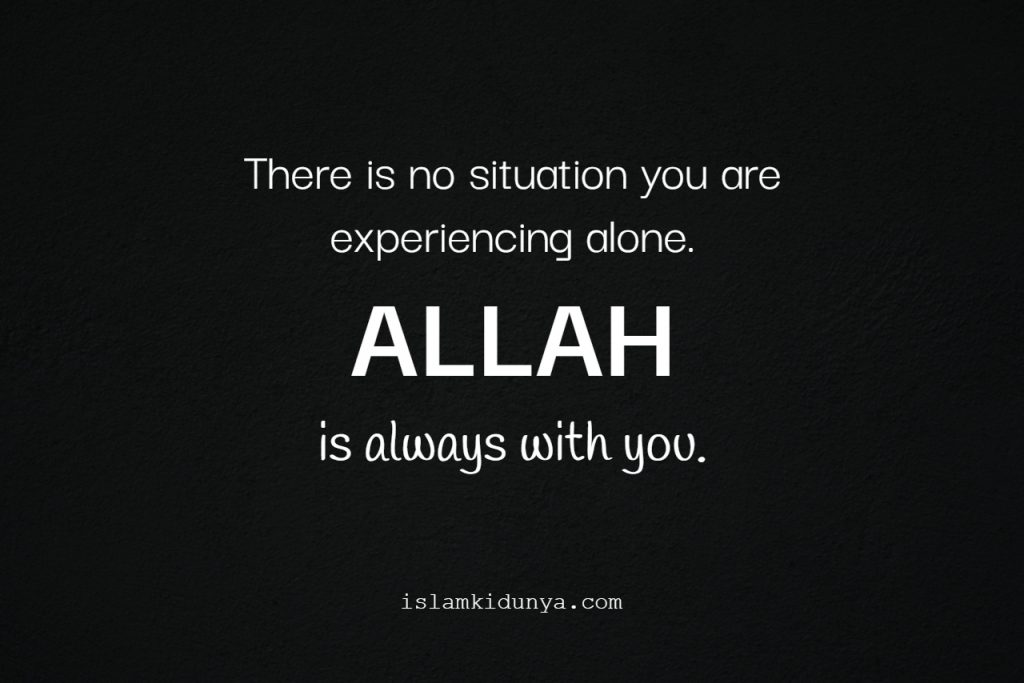 There is no situation you are
experiencing alone.
ALLAH
is always with you.
islamkidunya.com